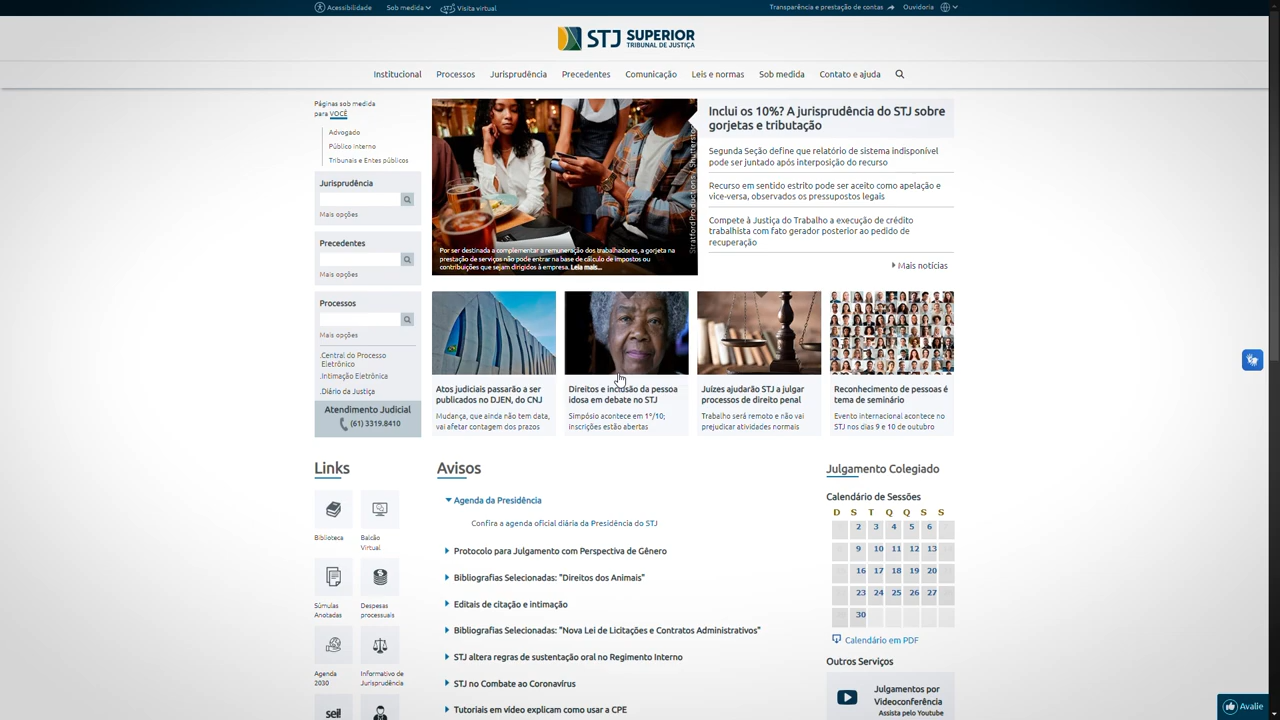 Acessibilidade
Sob medida
Visita virtual
Transparência e prestação de contas
Ouvidoria
STJ SUPERIOR
TRIBUNAL DE JUSTIÇA
Institucional
Processos
Jurisprudência
Precedentes
Comunicação
Leis e normas
Sob medida
Contato e ajuda
Páginas sob medida
para VOCÊ
Advogado
Público interno
Tribunais e Entes públicos
Jurisprudência
Mais opções
Precedentes
Mais opções
Processos
Mais opções
.Central do Processo
Eletrônico
.Intimação Eletrônica
.Diário da Justiça
Atendimento Judicial
(61) 3319.8410
StratfordProductions / Shutterstock
Por ser destinada a complementar a remuneração dos trabalhadores, a gorjeta na
prestação de serviços não pode entrar na base de cálculo de impostos ou
contribuições que sejam dirigidos à empresa. Leia mais...
Inclui os 10%? A jurisprudência do STJ sobre
gorjetas e tributação
Segunda Seção define que relatório de sistema indisponível
pode ser juntado após interposição do recurso
Recurso em sentido estrito pode ser aceito como apelação e
vice-versa, observados os pressupostos legais
Compete à Justiça do Trabalho a execução de crédito
trabalhista com fato gerador posterior ao pedido de
recuperação
Mais notícias
Atos judiciais passarão a ser
publicados no DJEN, do CNJ
Mudança, que ainda não tem data,
vai afetar contagem dos prazos
Direitos e inclusão da pessoa
idosa em debate no STJ
Simpósio acontece em 1º/10;
inscrições estão abertas
Juízes ajudarão STJ a julgar
processos de direito penal
Trabalho será remoto e não vai
prejudicar atividades normais
Reconhecimento de pessoas é
tema de seminário
Evento internacional acontece no
STJ nos dias 9 e 10 de outubro
Links
Biblioteca
Balcão
Virtual
Súmulas
Anotadas
Despesas
processuais
Agenda
2030
Informativo de
Jurisprudência
sei!
Avisos
Agenda da Presidência
Confira a agenda oficial diária da Presidência do STJ
Protocolo para Julgamento com Perspectiva de Gênero
Bibliografias Selecionadas: "Direitos dos Animais"
Editais de citação e intimação
Bibliografias Selecionadas: "Nova Lei de Licitações e Contratos Administrativos"
STJ altera regras de sustentação oral no Regimento Interno
STJ no Combate ao Coronavírus
Tutoriais em vídeo explicam como usar a CPE
Julgamento Colegiado
Calendário de Sessões
D S T Q Q S S
2 3 4 5 6
9 10 11 12 13
16 17 18 19 20
23 24 25 26 27
30
Calendário em PDF
Outros Serviços
Julgamentos por
Videoconferência
Assista pelo Youtube
Avalie